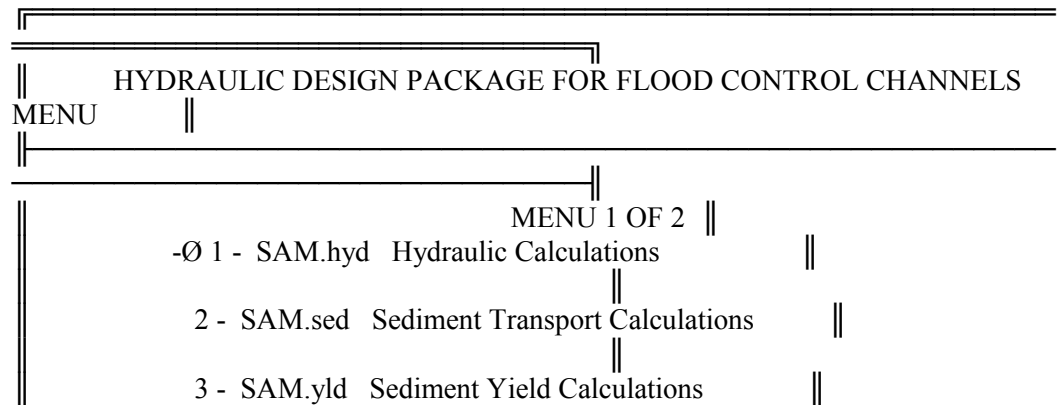 HYDRAULIC DESIGN PACKAGE FOR FLOOD CONTROL CHANNELS
MENU
MENU 1 OF 2
-Ø 1 - SAM.hyd Hydraulic Calculations
2 - SAM.sed Sediment Transport Calculations
3 - SAM.yld Sediment Yield Calculations